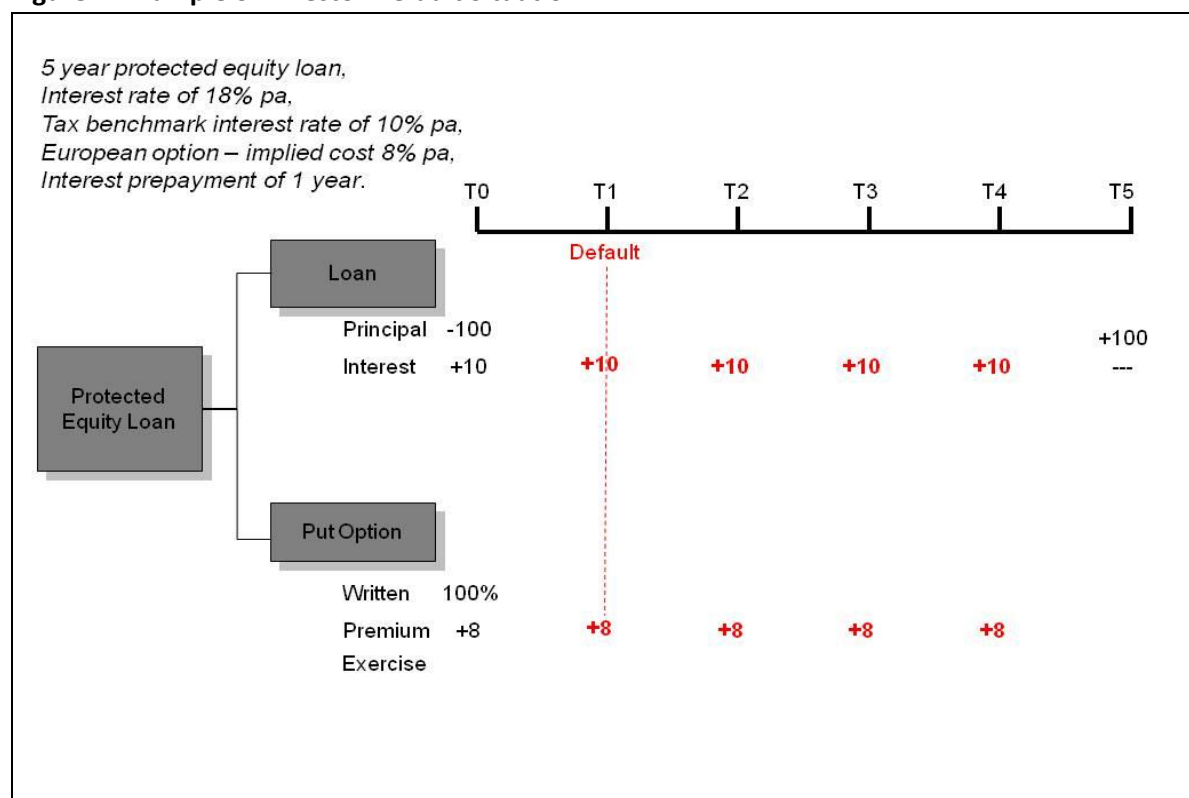 5 year protected equity loan,
Interest rate of 18% pa,
Tax benchmark interest rate of 10% pa,
European option – implied cost 8% pa,
Interest prepayment of 1 year.
T0 T1 T2 T3 T4 T5
Default
Loan
Principal -100 +100
Interest +10 +10 +10 +10 +10 ---
Protected
Equity Loan
Put Option
Written 100%
Premium +8 +8 +8 +8 +8
Exercise